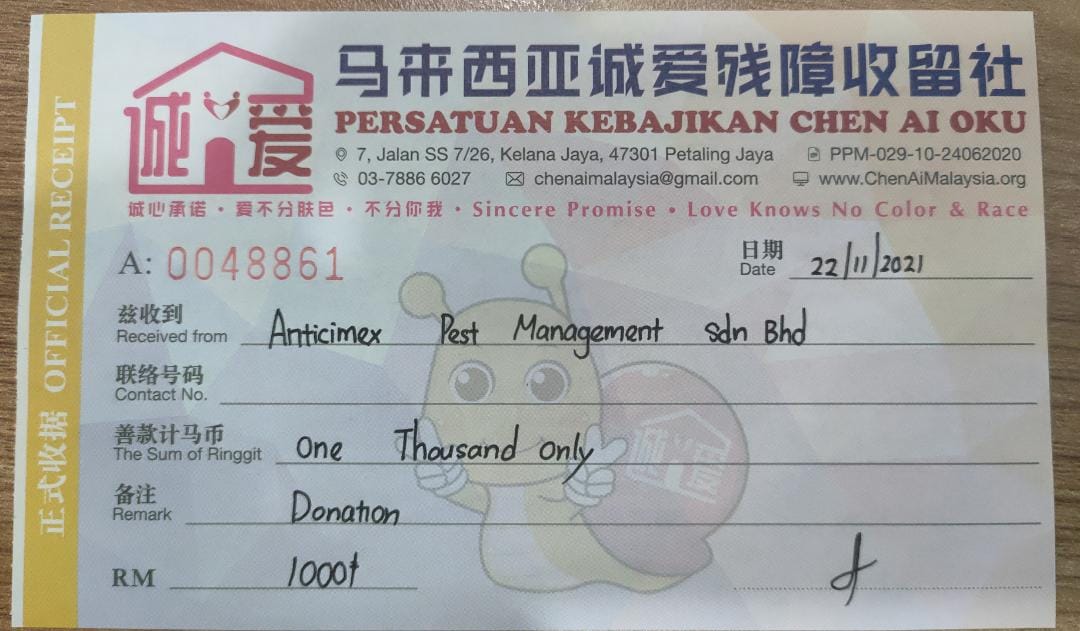 正式收据 OFFICIAL RECEIPT
诚爱
马来西亚诚爱残障收留社
PERSATUAN KEBAJIKAN CHEN AI OKU
7, Jalan SS 7/26, Kelana Jaya, 47301 Petaling Jaya PPM-029-10-24062020
03-7886 6027 chenaimalaysia@gmail.com www.ChenAiMalaysia.org
诚心承诺・爱不分肤色・不分你我・Sincere Promise • Love Knows No Color & Race
A: 0048861
日期
Date 22/11/2021
兹收到
Received from Anticimex Pest Management Sdn Bhd
联络号码
Contact No.
善款计马币
The Sum of Ringgit One Thousand Only
诚爱
备注
Remark Donation
RM 1000/